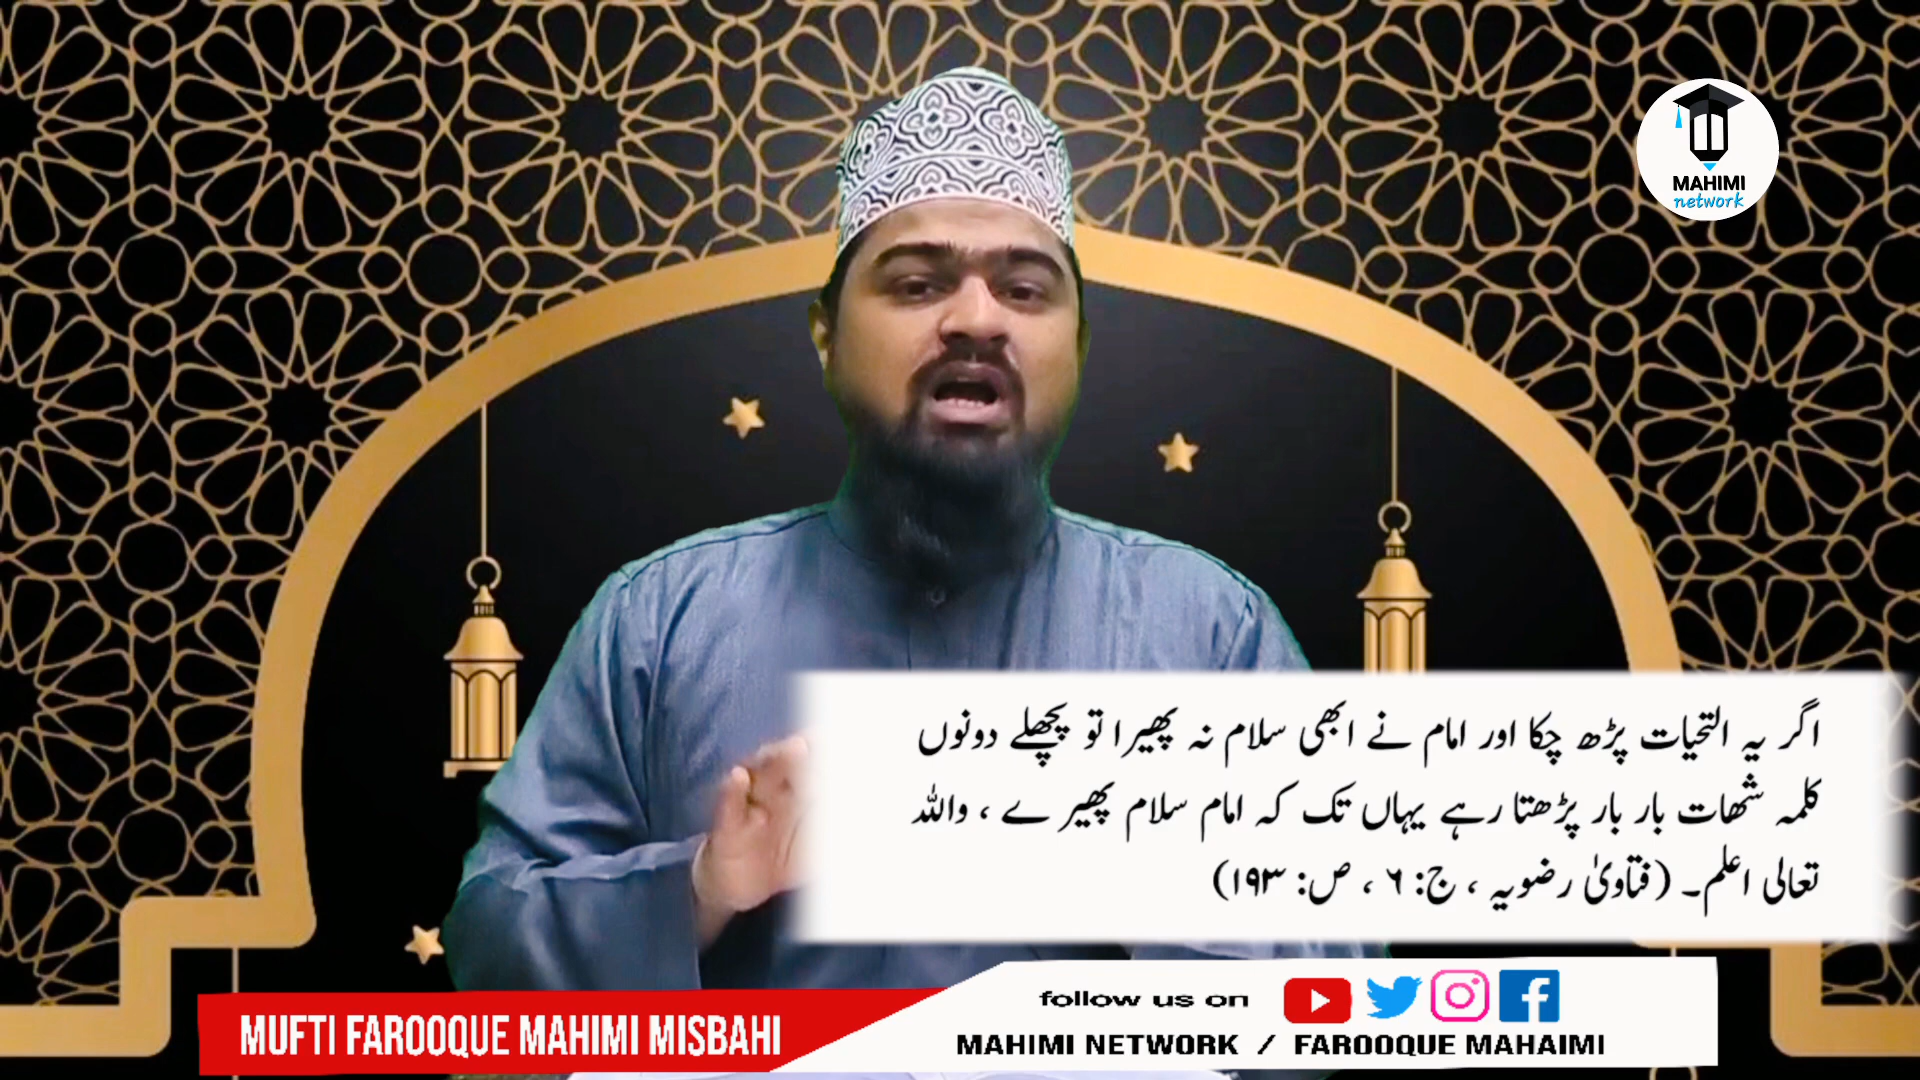 MAHIMI
network
اگر یہ التحیات پڑھ چکا اور امام نے ابھی سلام نہ پھیرا تو پچھلے دونوں
کلمہ شھات بار بار پڑھتا رہے یہاں تک کہ امام سلام پھیرے ، واللہ
تعالی اعلم۔ (فتاویٰ رضویہ ، ج: ٦ ، ص: ۱۹۳)
follow us on
MUFTI FAROOQUE MAHIMI MISBAHI
MAHIMI NETWORK / FAROOQUE MAHAIMI